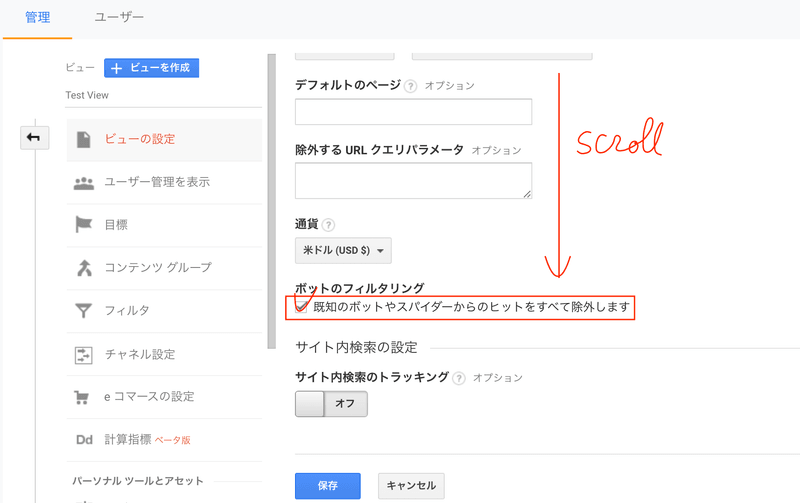 管理 ユーザー
ビュー + ビューを作成
Test View
ビューの設定
ユーザー管理を表示
目標
コンテンツ グループ
フィルタ
チャネル設定
e コマースの設定
Dd 計算指標 ベータ版
パーソナル ツールとアセット
デフォルトのページ ? オプション
除外する URL クエリパラメータ オプション
通貨 ?
米ドル (USD $)
ボットのフィルタリング
既知のボットやスパイダーからのヒットをすべて除外します
サイト内検索の設定
サイト内検索のトラッキング ? オプション
オフ
保存 キャンセル
scroll